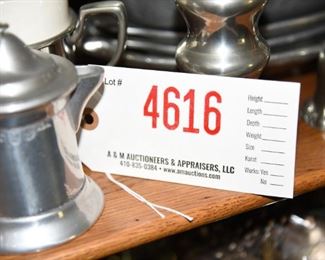 Lot #
4616
Height
Length
Depth
Weight
Size
Karat
Works: Yes
No
A & M AUCTIONEERS & APPRAISERS, LLC
410-835-0384 • www.amauctions.com